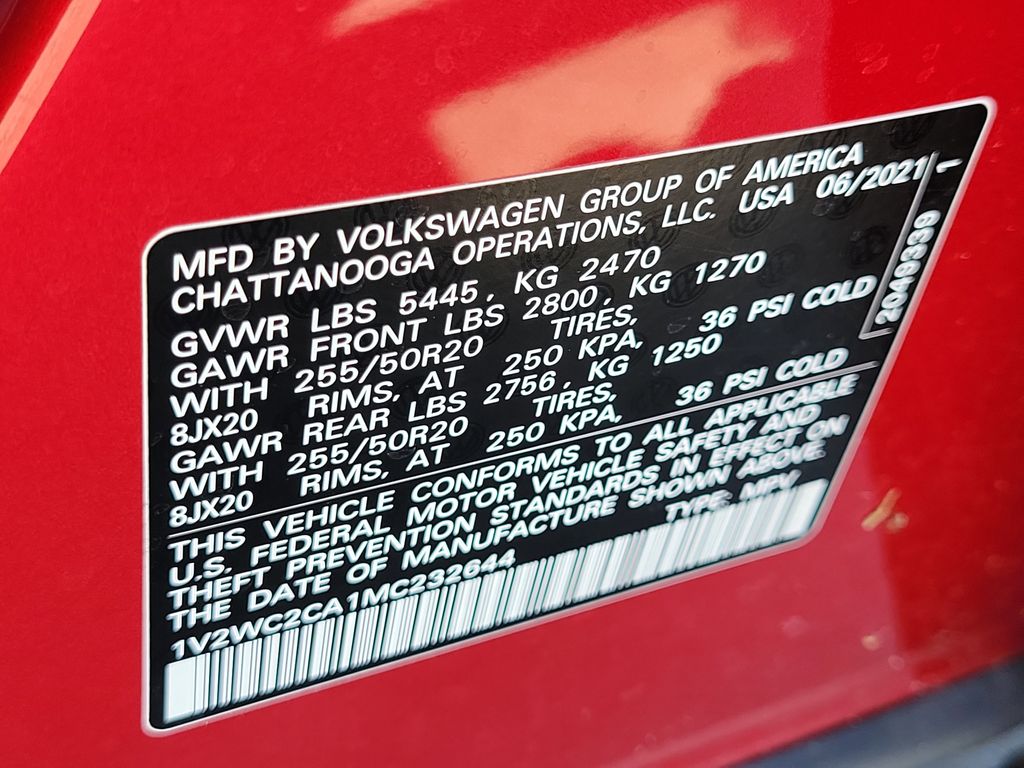 MFD BY VOLKSWAGEN GROUP OF AMERICA
CHATTANOOGA OPERATIONS, LLC. USA 06/2021 1
GVWR LBS 5445, KG 2470
GAWR FRONT LBS 2800, KG 1270
WITH 255/50R20 TIRES,
8JX20 RIMS, AT 250 KPA, 36 PSI COLD
GAWR REAR LBS 2756, KG 1250
WITH 255/50R20 TIRES,
8JX20 RIMS, AT 250 KPA, 36 PSI COLD
THIS VEHICLE CONFORMS TO ALL APPLICABLE
U.S. FEDERAL MOTOR VEHICLE SAFETY AND
THEFT PREVENTION STANDARDS IN EFFECT ON
THE DATE OF MANUFACTURE SHOWN ABOVE.
1V2WC2CA1MC232644 TYPE: MPV
2049339